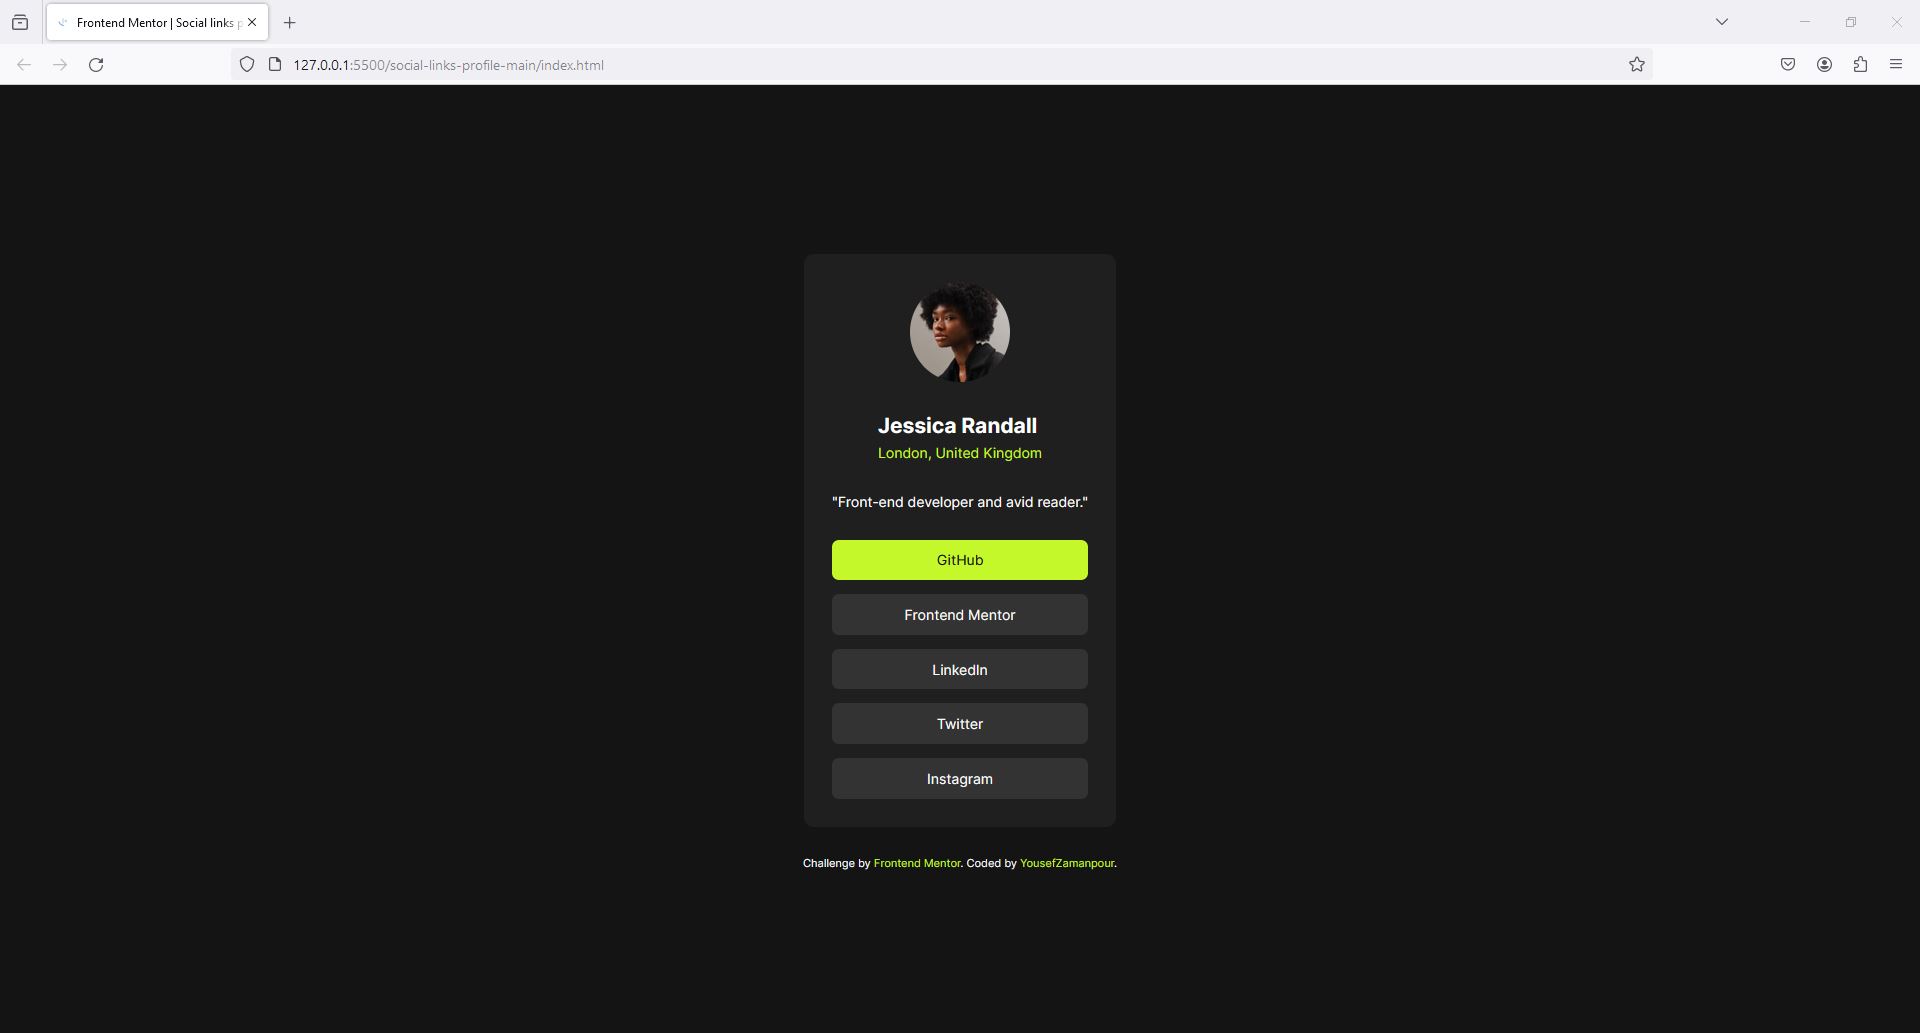 Frontend Mentor | Social links p
127.0.0.1:5500/social-links-profile-main/index.html
Jessica Randall
London, United Kingdom
"Front-end developer and avid reader."
GitHub
Frontend Mentor
LinkedIn
Twitter
Instagram
Challenge by Frontend Mentor. Coded by YousefZamanpour.